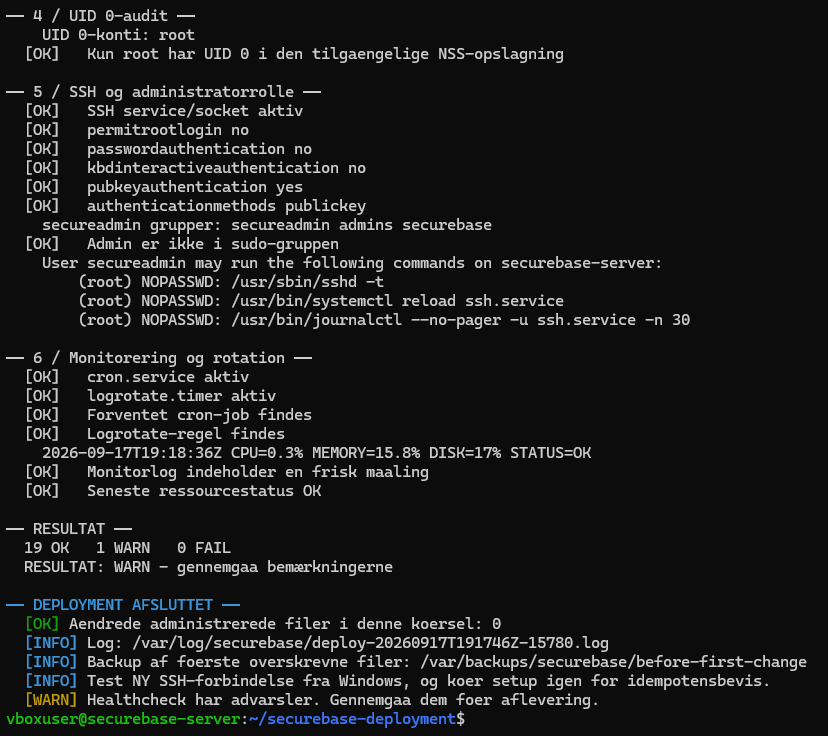 ── 4 / UID 0-audit ──
UID 0-konti: root
[OK] Kun root har UID 0 i den tilgaengelige NSS-opslagning
── 5 / SSH og administratorrolle ──
[OK] SSH service/socket aktiv
[OK] permitrootlogin no
[OK] passwordauthentication no
[OK] kbdinteractiveauthentication no
[OK] pubkeyauthentication yes
[OK] authenticationmethods publickey
secureadmin grupper: secureadmin admins securebase
[OK] Admin er ikke i sudo-gruppen
User secureadmin may run the following commands on securebase-server:
(root) NOPASSWD: /usr/sbin/sshd -t
(root) NOPASSWD: /usr/bin/systemctl reload ssh.service
(root) NOPASSWD: /usr/bin/journalctl --no-pager -u ssh.service -n 30
── 6 / Monitorering og rotation ──
[OK] cron.service aktiv
[OK] logrotate.timer aktiv
[OK] Forventet cron-job findes
[OK] Logrotate-regel findes
2026-09-17T19:18:36Z CPU=0.3% MEMORY=15.8% DISK=17% STATUS=OK
[OK] Monitorlog indeholder en frisk maaling
[OK] Seneste ressourcestatus OK
── RESULTAT ──
19 OK 1 WARN 0 FAIL
RESULTAT: WARN - gennemgaa bemærkningerne
── DEPLOYMENT AFSLUTTET ──
[OK] Aendrede administrerede filer i denne koersel: 0
[INFO] Log: /var/log/securebase/deploy-20260917T191746Z-15780.log
[INFO] Backup af foerste overskrevne filer: /var/backups/securebase/before-first-change
[INFO] Test NY SSH-forbindelse fra Windows, og koer setup igen for idempotensbevis.
[WARN] Healthcheck har advarsler. Gennemgaa dem foer aflevering.
vboxuser@securebase-server:~/securebase-deployment$